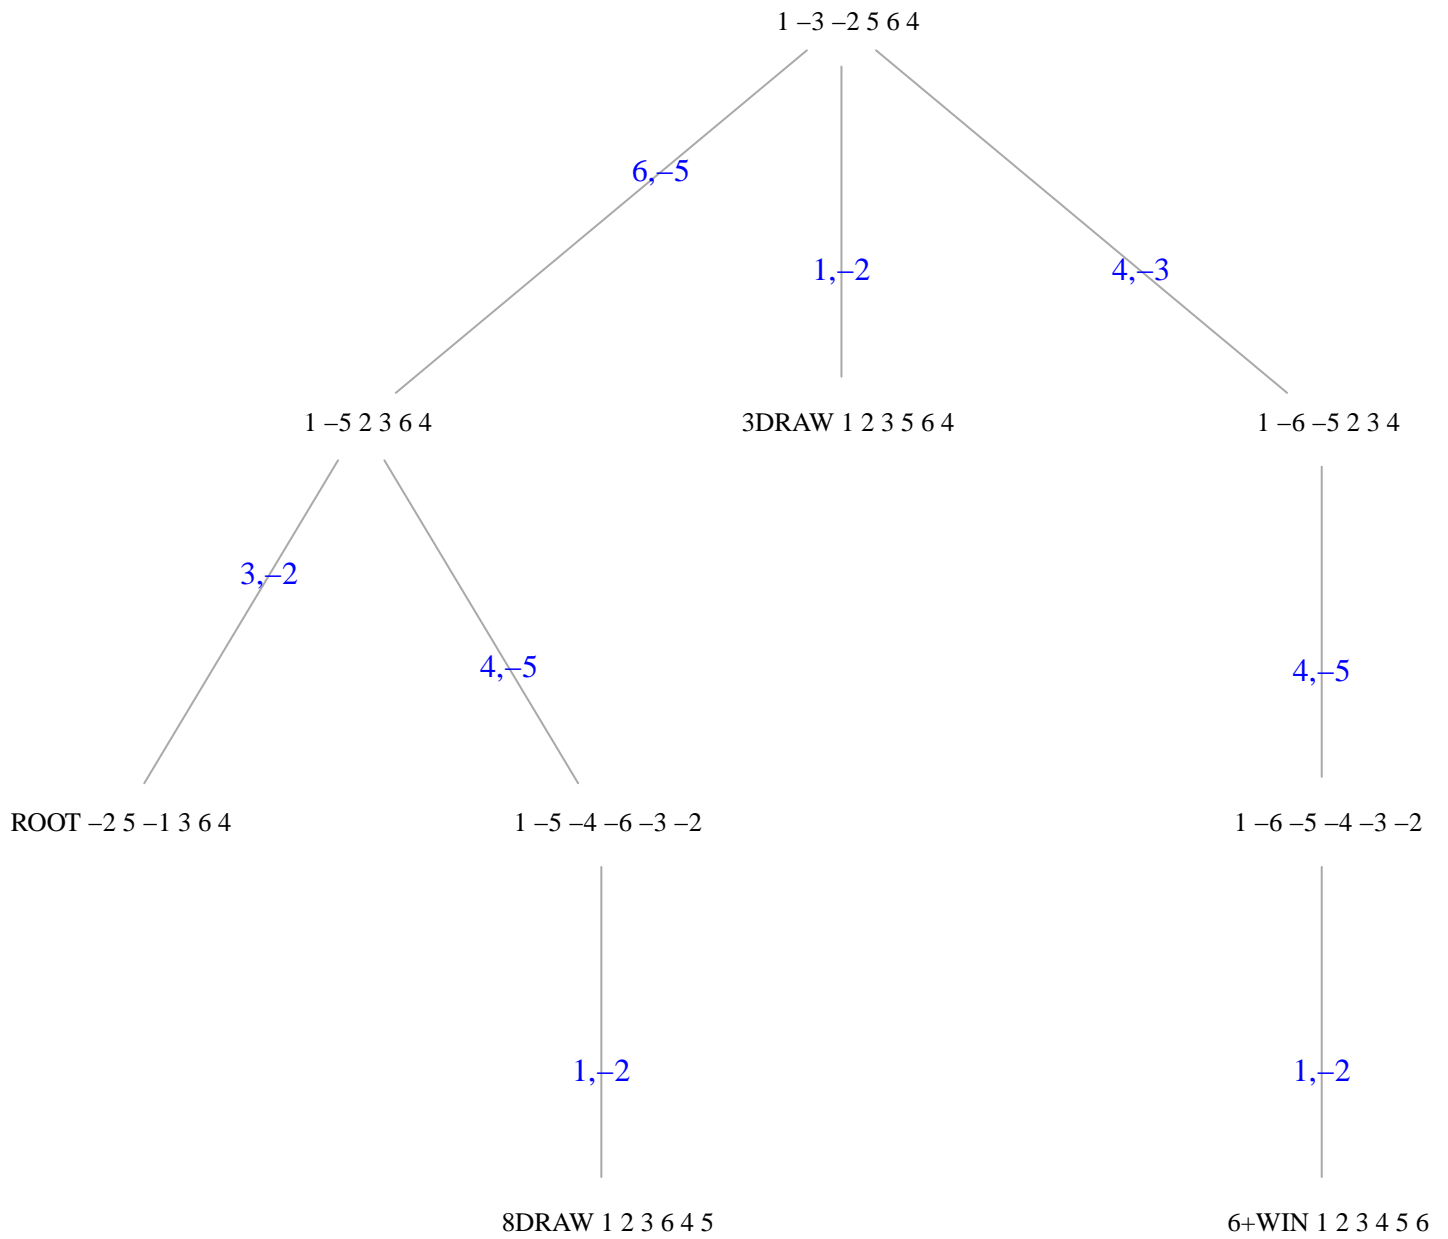 1 –3 –2 5 6 4
6,–5
1,–2
4,–3
1 –5 2 3 6 4
3DRAW 1 2 3 5 6 4
1 –6 –5 2 3 4
3,–2
4,–5
4,–5
ROOT –2 5 –1 3 6 4
1 –5 –4 –6 –3 –2
1 –6 –5 –4 –3 –2
1,–2
1,–2
8DRAW 1 2 3 6 4 5
6+WIN 1 2 3 4 5 6